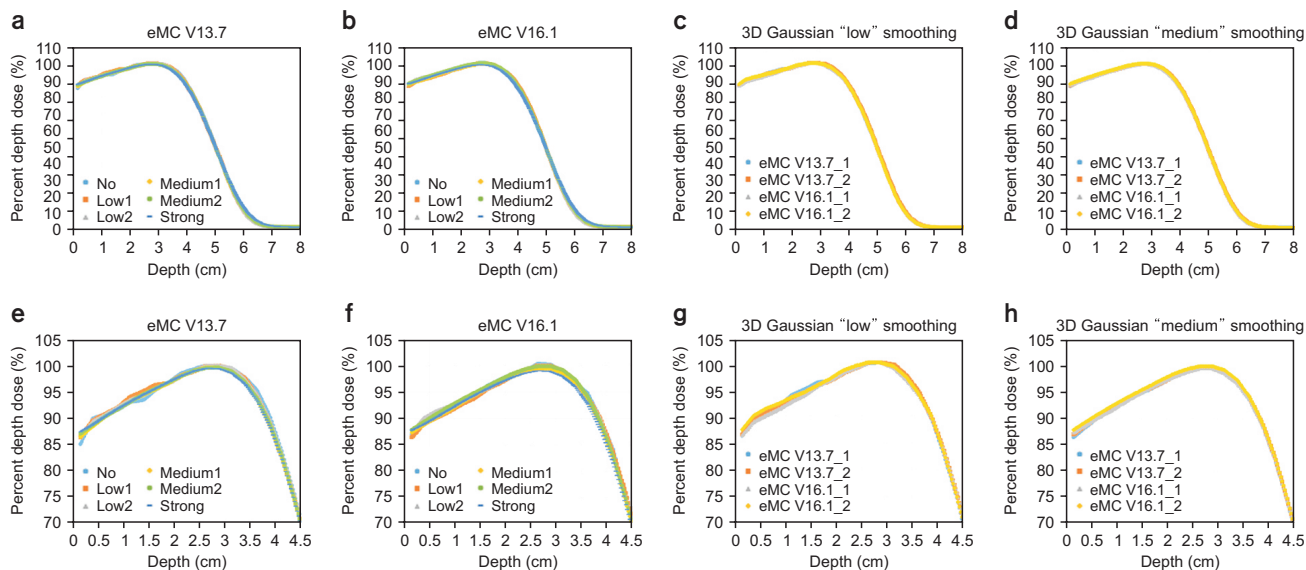 a
eMC V13.7
Percent depth dose (%)
110
100
90
80
70
60
50
40
30
20
10
0
No
Low1
Low2
Medium1
Medium2
Strong
0 1 2 3 4 5 6 7 8
Depth (cm)
b
eMC V16.1
Percent depth dose (%)
110
100
90
80
70
60
50
40
30
20
10
0
No
Low1
Low2
Medium1
Medium2
Strong
0 1 2 3 4 5 6 7 8
Depth (cm)
c
3D Gaussian “low” smoothing
Percent depth dose (%)
110
100
90
80
70
60
50
40
30
20
10
0
eMC V13.7_1
eMC V13.7_2
eMC V16.1_1
eMC V16.1_2
0 1 2 3 4 5 6 7 8
Depth (cm)
d
3D Gaussian “medium” smoothing
Percent depth dose (%)
110
100
90
80
70
60
50
40
30
20
10
0
eMC V13.7_1
eMC V13.7_2
eMC V16.1_1
eMC V16.1_2
0 1 2 3 4 5 6 7 8
Depth (cm)
e
eMC V13.7
Percent depth dose (%)
105
100
95
90
85
80
75
70
No
Low1
Low2
Medium1
Medium2
Strong
0 0.5 1 1.5 2 2.5 3 3.5 4 4.5
Depth (cm)
f
eMC V16.1
Percent depth dose (%)
105
100
95
90
85
80
75
70
No
Low1
Low2
Medium1
Medium2
Strong
0 0.5 1 1.5 2 2.5 3 3.5 4 4.5
Depth (cm)
g
3D Gaussian “low” smoothing
Percent depth dose (%)
105
100
95
90
85
80
75
70
eMC V13.7_1
eMC V13.7_2
eMC V16.1_1
eMC V16.1_2
0 0.5 1 1.5 2 2.5 3 3.5 4 4.5
Depth (cm)
h
3D Gaussian “medium” smoothing
Percent depth dose (%)
105
100
95
90
85
80
75
70
eMC V13.7_1
eMC V13.7_2
eMC V16.1_1
eMC V16.1_2
0 0.5 1 1.5 2 2.5 3 3.5 4 4.5
Depth (cm)